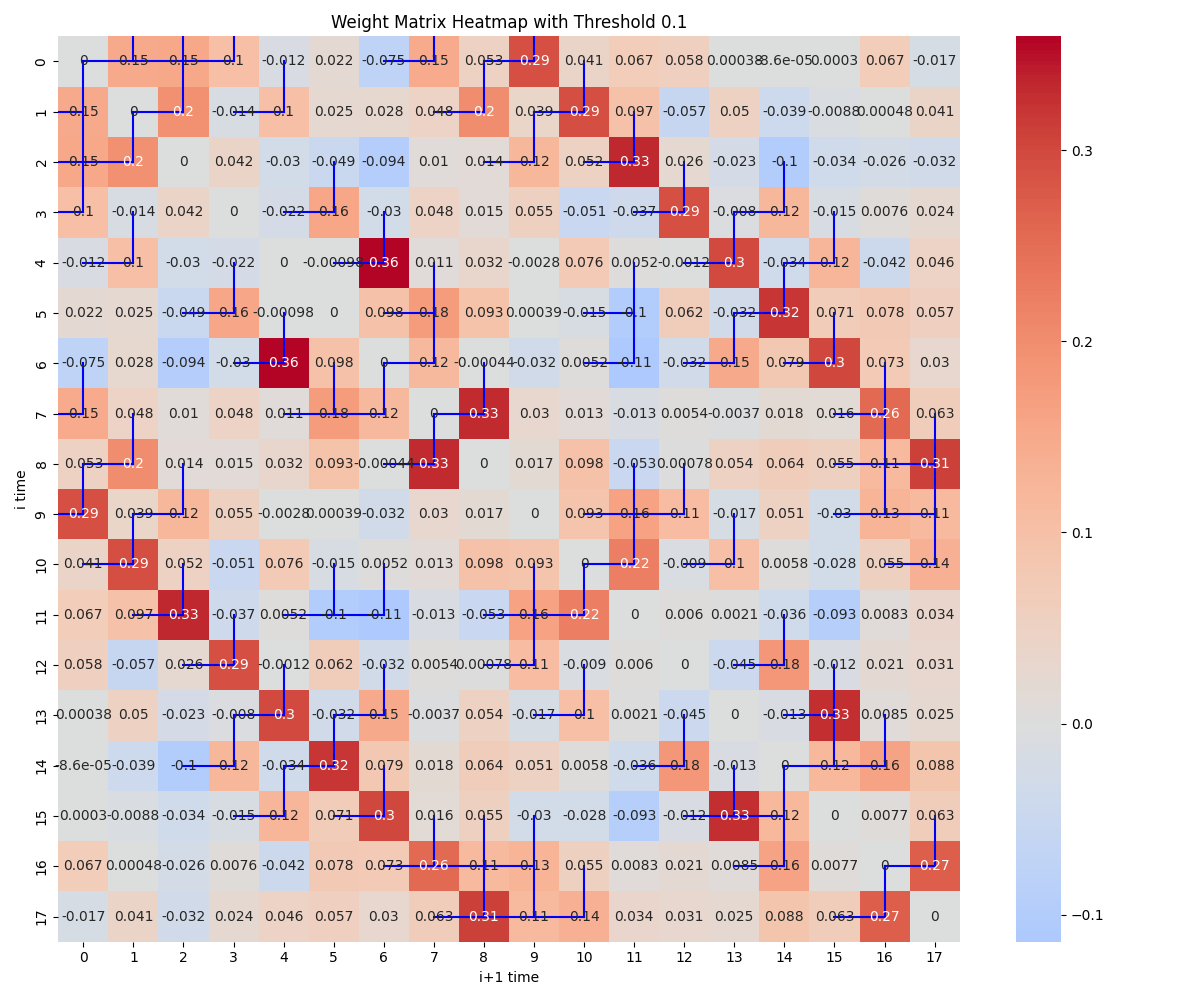 Weight Matrix Heatmap with Threshold 0.1
0 0 0.15 0.15 0.1 -0.012 0.022 -0.075 0.15 0.053 0.29 0.041 0.067 0.058 0.00038 -8.6e-05 0.0003 0.067 -0.017
1 0.15 0 0.2 -0.014 0.1 0.025 0.028 0.048 0.2 0.039 0.29 0.097 -0.057 0.05 -0.039 -0.0088 0.00048 0.041
2 0.15 0.2 0 0.042 -0.03 -0.049 -0.094 0.01 0.014 0.12 0.052 0.33 0.026 -0.023 -0.1 -0.034 -0.026 -0.032
3 0.1 -0.014 0.042 0 -0.022 0.16 -0.03 0.048 0.015 0.055 -0.051 -0.037 0.29 -0.008 0.12 -0.015 0.0076 0.024
4 -0.012 0.1 -0.03 -0.022 0 -0.00098 0.36 0.011 0.032 -0.0028 0.076 0.0052 -0.0012 0.3 -0.034 0.12 -0.042 0.046
5 0.022 0.025 -0.049 0.16 -0.00098 0 0.098 0.18 0.093 0.00039 -0.015 -0.1 0.062 -0.032 0.32 0.071 0.078 0.057
6 -0.075 0.028 -0.094 -0.03 0.36 0.098 0 0.12 -0.00044 -0.032 0.0052 -0.11 -0.032 0.15 0.079 0.3 0.073 0.03
7 0.15 0.048 0.01 0.048 0.011 0.18 0.12 0 0.33 0.03 0.013 -0.013 0.0054 -0.0037 0.018 0.016 0.26 0.063
8 0.053 0.2 0.014 0.015 0.032 0.093 -0.00044 0.33 0 0.017 0.098 -0.053 0.00078 0.054 0.064 0.055 0.11 0.31
9 0.29 0.039 0.12 0.055 -0.0028 0.00039 -0.032 0.03 0.017 0 0.093 0.16 0.11 -0.017 0.051 -0.03 0.13 0.11
10 0.041 0.29 0.052 -0.051 0.076 -0.015 0.0052 0.013 0.098 0.093 0 0.22 -0.009 0.1 0.0058 -0.028 0.055 0.14
11 0.067 0.097 0.33 -0.037 0.0052 -0.1 -0.11 -0.013 -0.053 0.16 0.22 0 0.006 0.0021 -0.036 -0.093 0.0083 0.034
12 0.058 -0.057 0.026 0.29 -0.0012 0.062 -0.032 0.0054 0.00078 0.11 -0.009 0.006 0 -0.045 0.18 -0.012 0.021 0.031
13 0.00038 0.05 -0.023 -0.008 0.3 -0.032 0.15 -0.0037 0.054 -0.017 0.1 0.0021 -0.045 0 -0.013 0.33 0.0085 0.025
14 -8.6e-05 -0.039 -0.1 0.12 -0.034 0.32 0.079 0.018 0.064 0.051 0.0058 -0.036 0.18 -0.013 0 0.12 0.16 0.088
15 0.0003 -0.0088 -0.034 -0.015 0.12 0.071 0.3 0.016 0.055 -0.03 -0.028 -0.093 -0.012 0.33 0.12 0 0.0077 0.063
16 0.067 0.00048 -0.026 0.0076 -0.042 0.078 0.073 0.26 0.11 0.13 0.055 0.0083 0.021 0.0085 0.16 0.0077 0 0.27
17 -0.017 0.041 -0.032 0.024 0.046 0.057 0.03 0.063 0.31 0.11 0.14 0.034 0.031 0.025 0.088 0.063 0.27 0
0 1 2 3 4 5 6 7 8 9 10 11 12 13 14 15 16 17
i+1 time
i time
0.3
0.2
0.1
0.0
−0.1